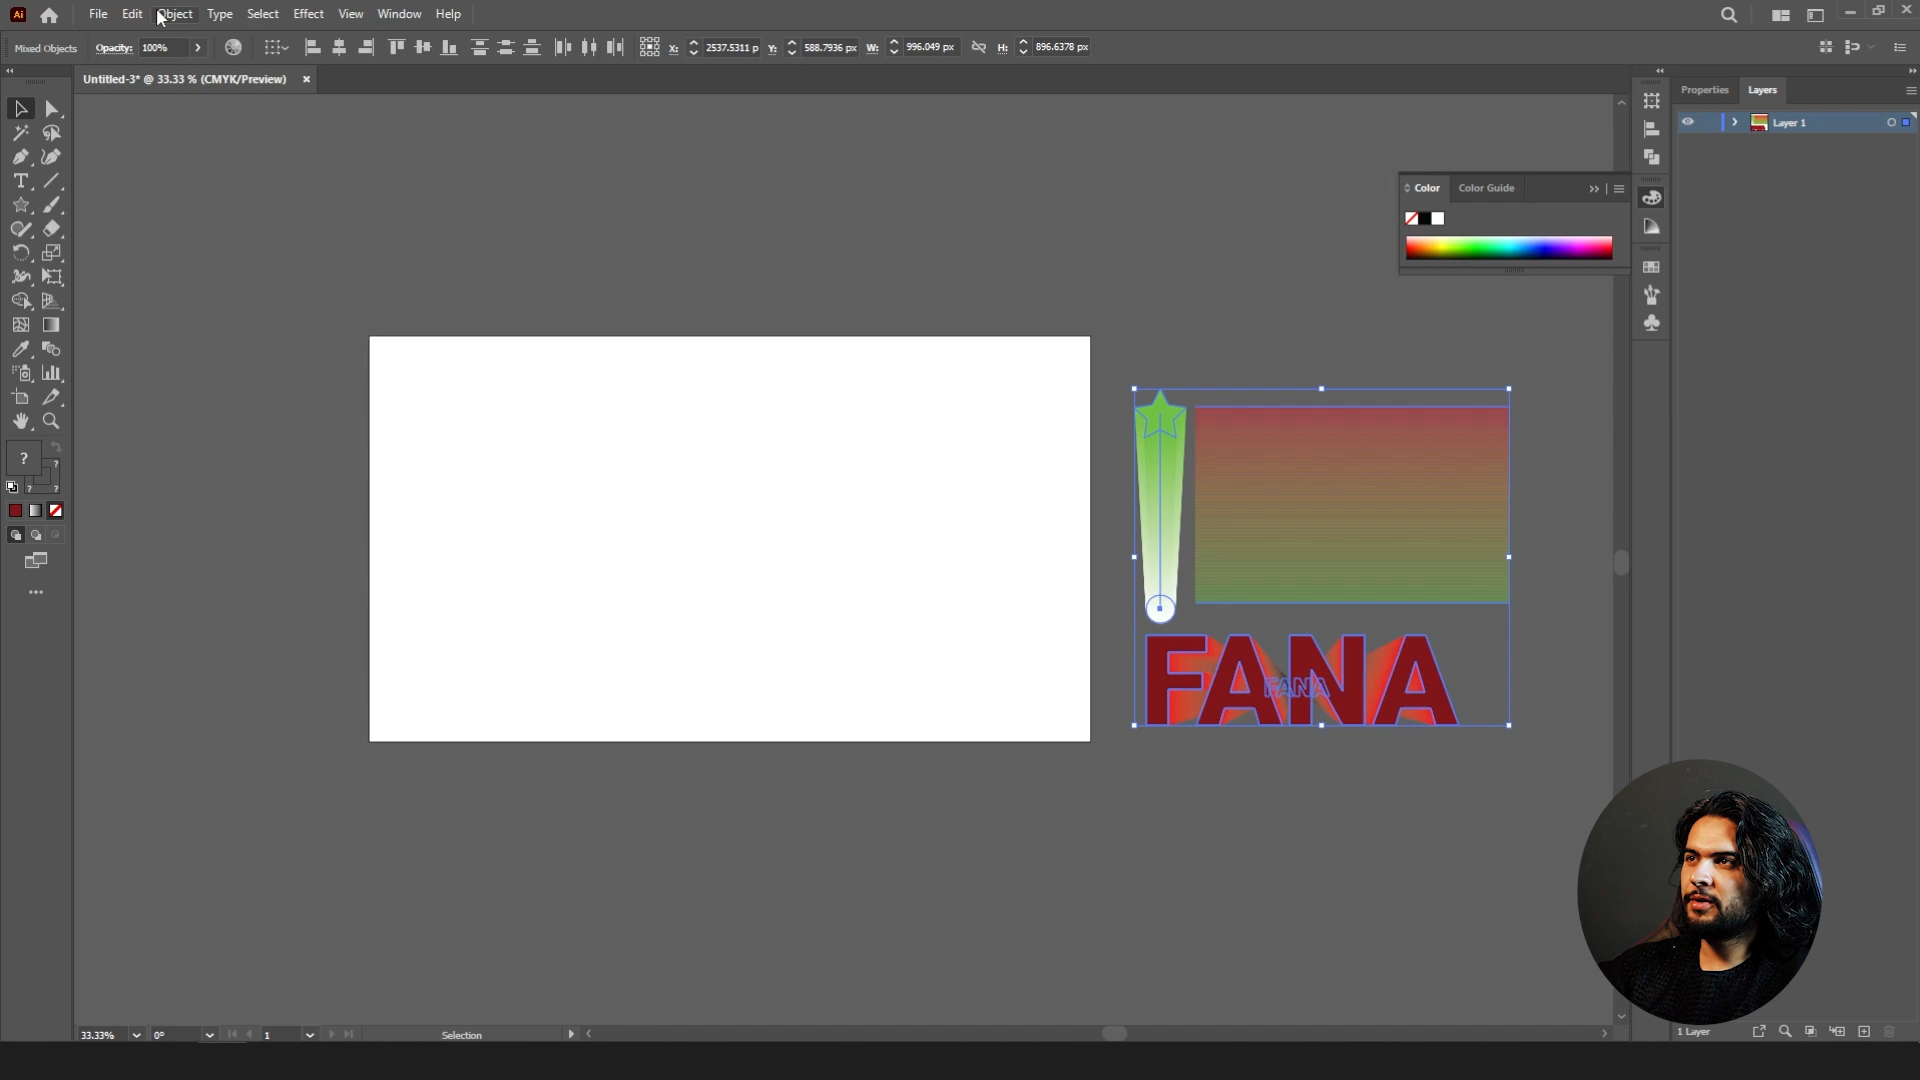 Ai File Edit Object Type Select Effect View Window Help
Mixed Objects Opacity: 100% X: 2537.5311 p Y: 588.7936 px W: 996.049 px H: 896.6378 px
Untitled-3* @ 33.33 % (CMYK/Preview) ×
Properties Layers
Layer 1
Color Color Guide
T
?
? ? ?
FANA
FANA
33.33% 0° 1 Selection
1 Layer